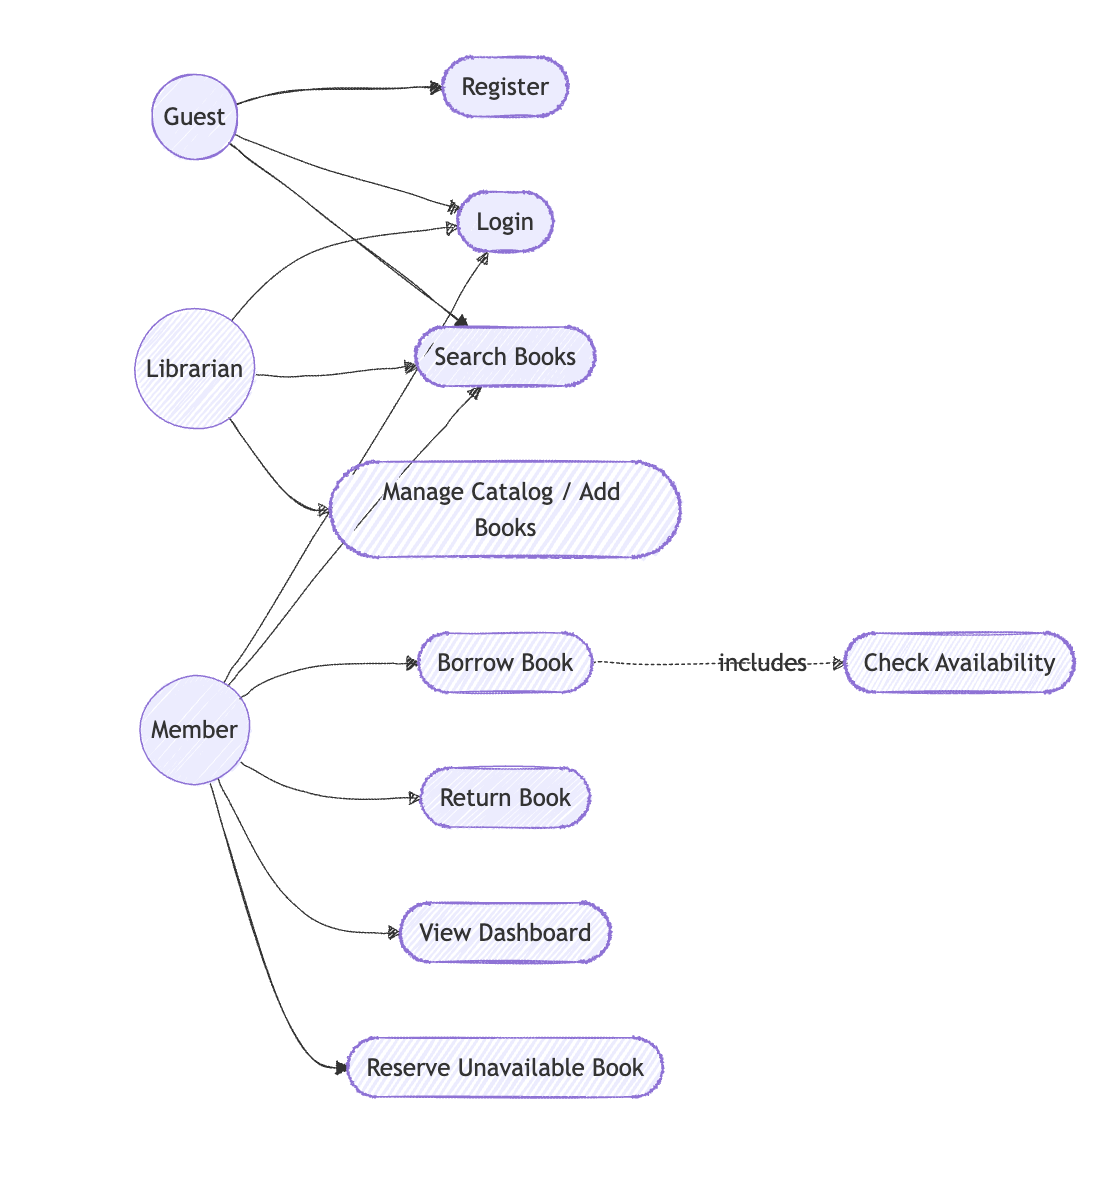 Guest
Register
Login
Librarian
Search Books
Manage Catalog / Add
Books
Member
Borrow Book
includes
Check Availability
Return Book
View Dashboard
Reserve Unavailable Book